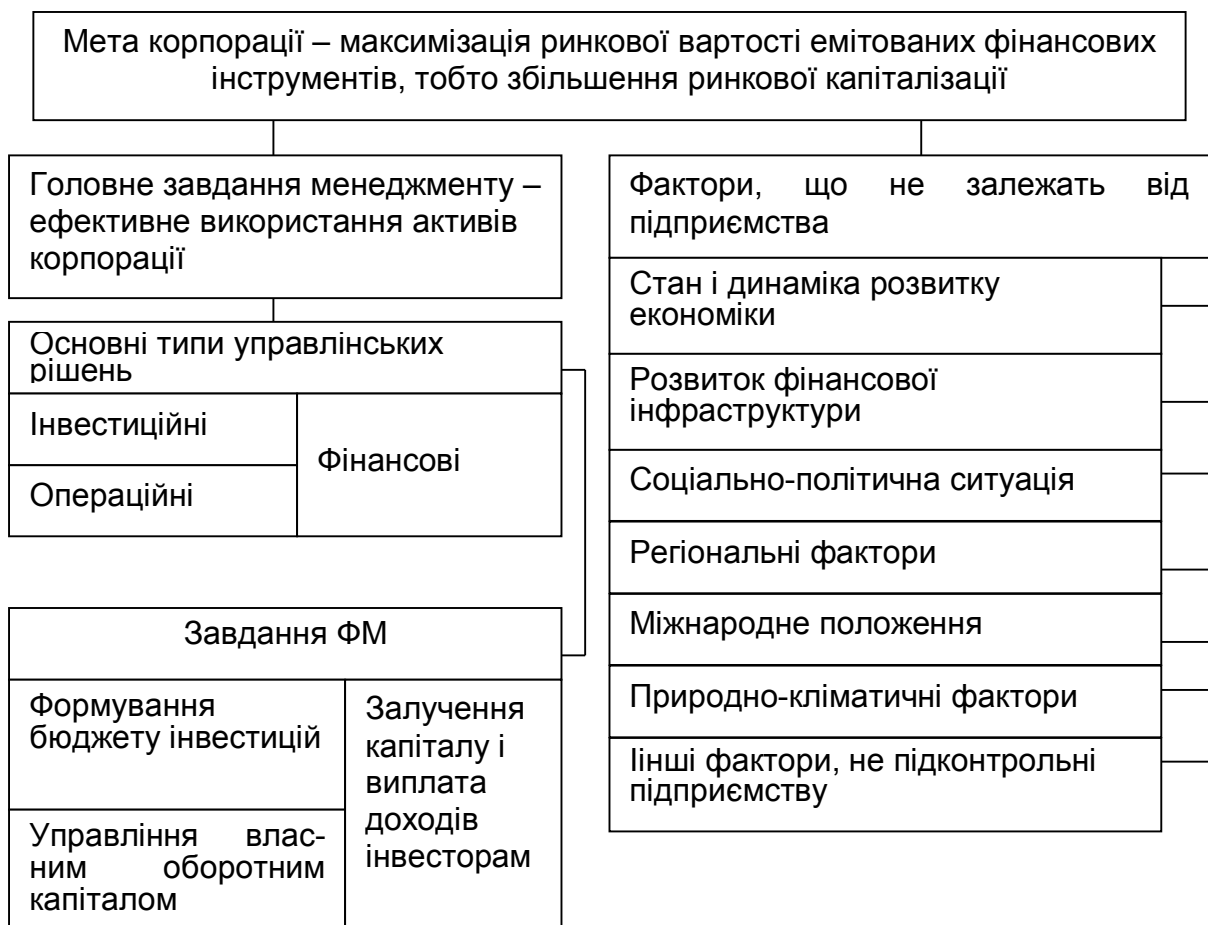 Мета корпорації – максимізація ринкової вартості емітованих фінансових
інструментів, тобто збільшення ринкової капіталізації
Головне завдання менеджменту –
ефективне використання активів
корпорації
Основні типи управлінських
рішень
Інвестиційні
Операційні
Фінансові
Завдання ФМ
Формування
бюджету інвестицій
Управління влас-
ним оборотним
капіталом
Залучення
капіталу і
виплата
доходів
інвесторам
Фактори, що не залежать від
підприємства
Стан і динаміка розвитку
економіки
Розвиток фінансової
інфраструктури
Соціально-політична ситуація
Регіональні фактори
Міжнародне положення
Природно-кліматичні фактори
Іінші фактори, не підконтрольні
підприємству